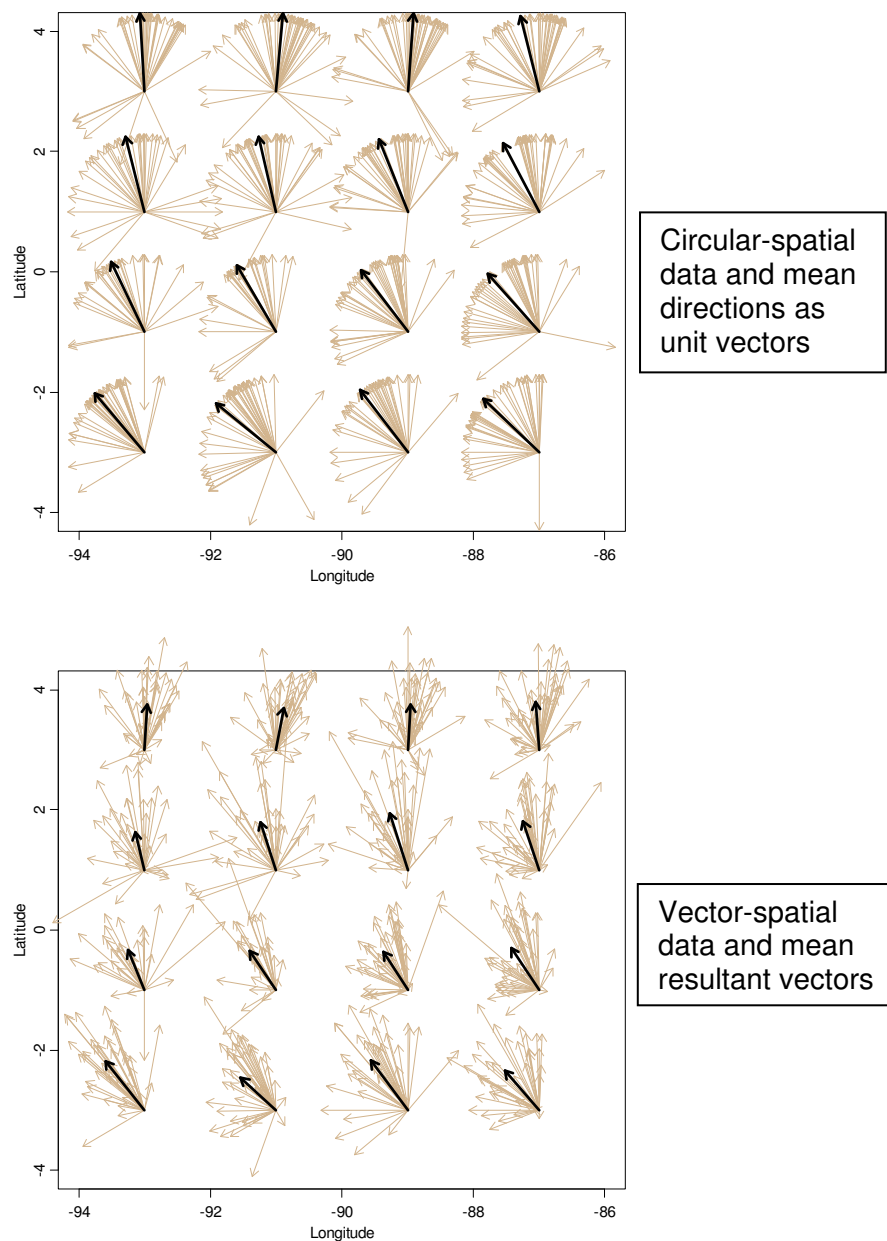 4
2
0
-2
-4
Latitude
-94
-92
-90
-88
-86
Longitude
Circular-spatial
data and mean
directions as
unit vectors
4
2
0
-2
-4
Latitude
-94
-92
-90
-88
-86
Longitude
Vector-spatial
data and mean
resultant vectors